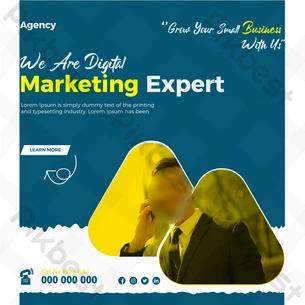 Agency
"Grow Your Small Business
With Us"
We Are Digital
Marketing Expert
Lorem Ipsum is simply dummy text of the printing and
typesetting industry Lorem Ipsum has been
LEARN MORE
000 000 000
pikbest